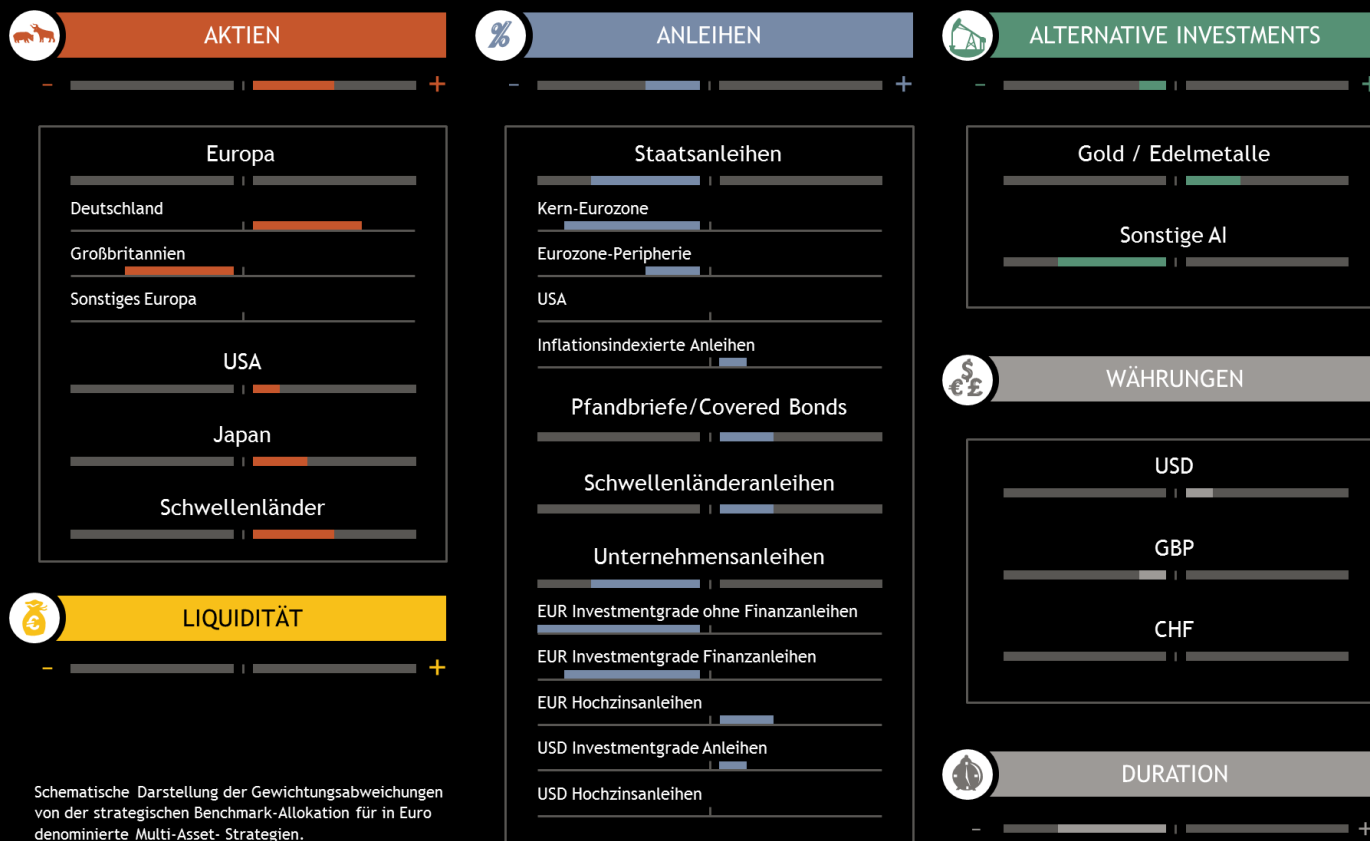 AKTIEN
- +
Europa
Deutschland
Großbritannien
Sonstiges Europa
USA
Japan
Schwellenländer
€
LIQUIDITÄT
- +
Schematische Darstellung der Gewichtungsabweichungen
von der strategischen Benchmark-Allokation für in Euro
denominierte Multi-Asset- Strategien.
%
ANLEIHEN
- +
Staatsanleihen
Kern-Eurozone
Eurozone-Peripherie
USA
Inflationsindexierte Anleihen
Pfandbriefe/Covered Bonds
Schwellenländeranleihen
Unternehmensanleihen
EUR Investmentgrade ohne Finanzanleihen
EUR Investmentgrade Finanzanleihen
EUR Hochzinsanleihen
USD Investmentgrade Anleihen
USD Hochzinsanleihen
ALTERNATIVE INVESTMENTS
- +
Gold / Edelmetalle
Sonstige AI
$
€£
WÄHRUNGEN
USD
GBP
CHF
DURATION
- +